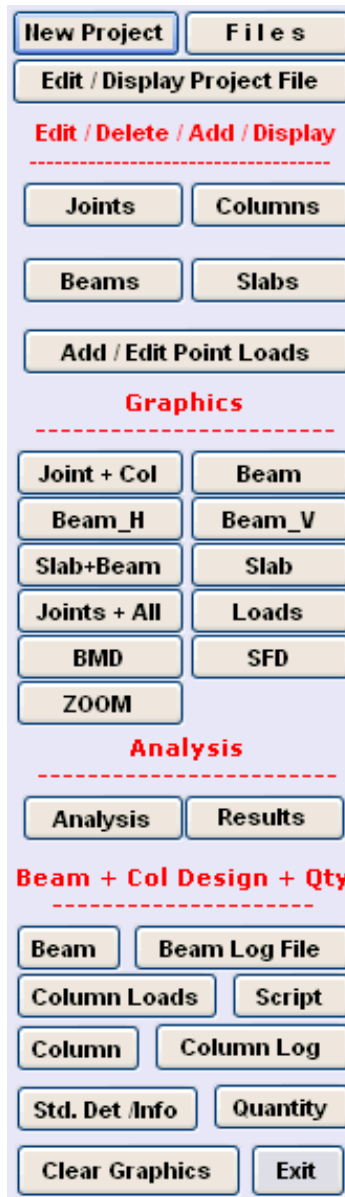 New Project Files
Edit / Display Project File
Edit / Delete / Add / Display
Joints Columns
Beams Slabs
Add / Edit Point Loads
Graphics
Joint + Col Beam
Beam_H Beam_V
Slab+Beam Slab
Joints + All Loads
BMD SFD
ZOOM
Analysis
Analysis Results
Beam + Col Design + Qty
Beam Beam Log File
Column Loads Script
Column Column Log
Std. Det /Info Quantity
Clear Graphics Exit